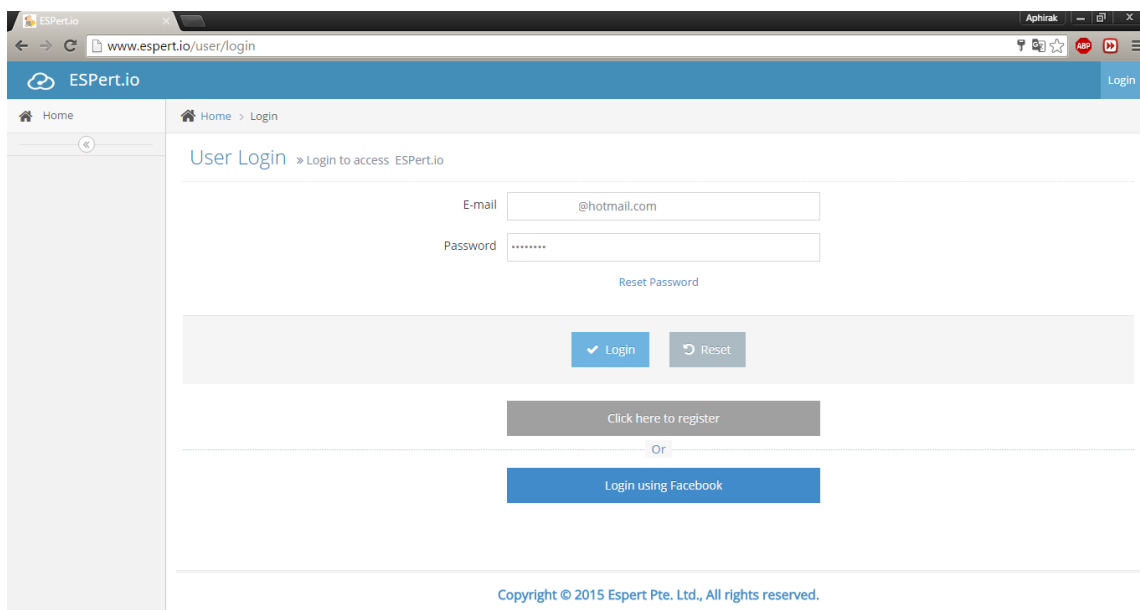 ESPert.io
Aphirak
www.espert.io/user/login
ABP
ESPert.io
Login
Home
Home > Login
User Login » Login to access ESPert.io
E-mail @hotmail.com
Password ••••••••
Reset Password
Login Reset
Click here to register
Or
Login using Facebook
Copyright © 2015 Espert Pte. Ltd., All rights reserved.